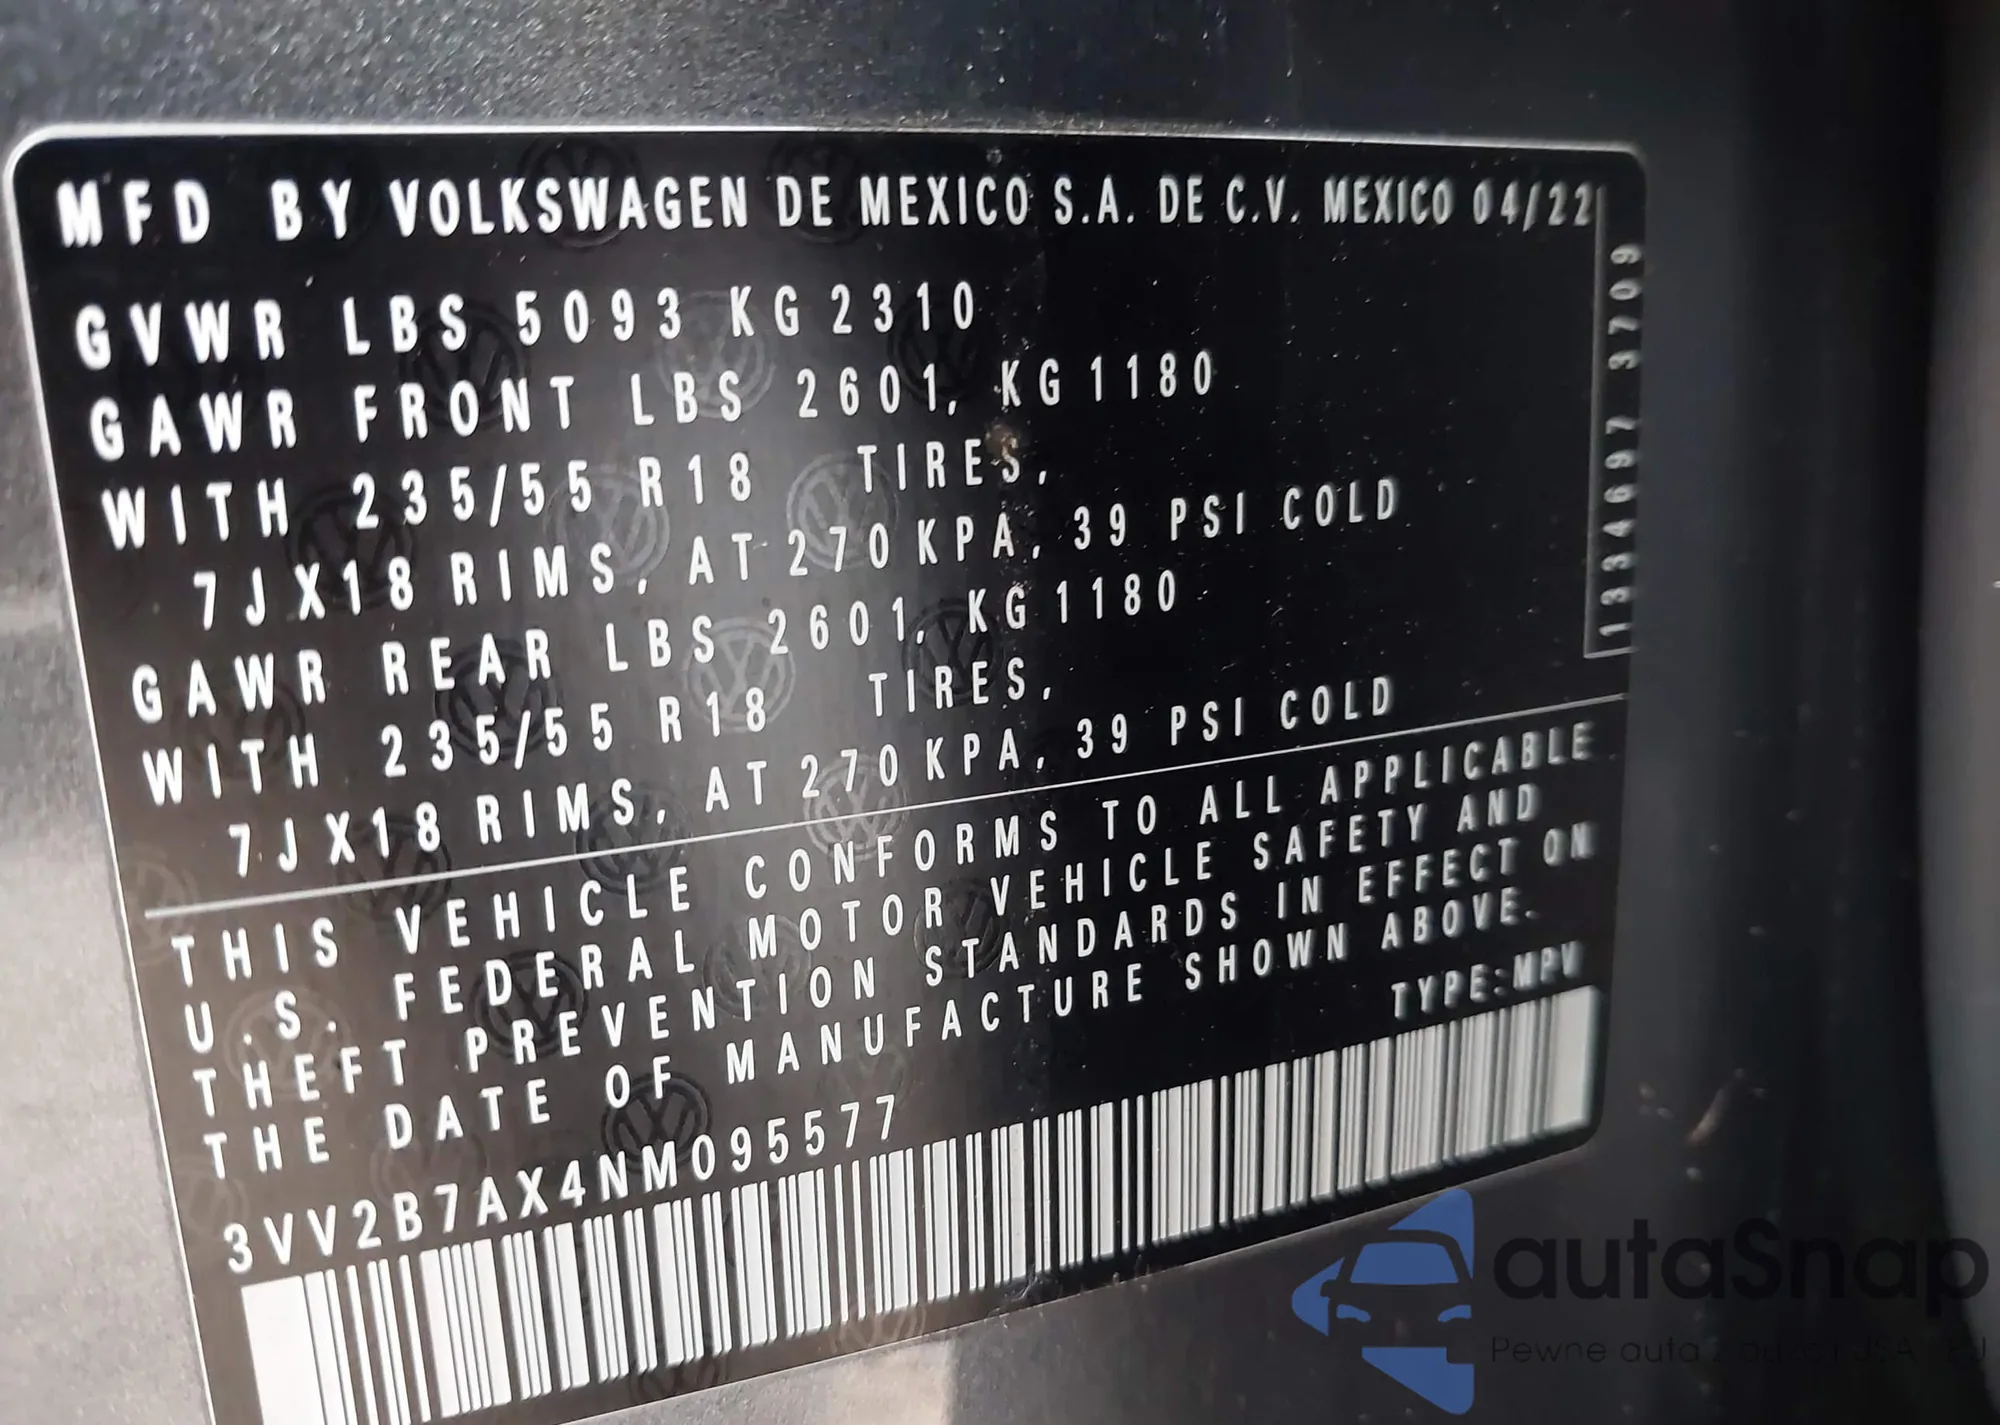 MFD BY VOLKSWAGEN DE MEXICO S.A. DE C.V. MEXICO 04/22
GVWR LBS 5093 KG 2310
GAWR FRONT LBS 2601, KG 1180
WITH 235/55 R18 TIRES,
7JX18 RIMS, AT 270 KPA, 39 PSI COLD
GAWR REAR LBS 2601, KG 1180
WITH 235/55 R18 TIRES,
7JX18 RIMS, AT 270 KPA, 39 PSI COLD
1334697 3709
THIS VEHICLE CONFORMS TO ALL APPLICABLE
U.S. FEDERAL MOTOR VEHICLE SAFETY AND
THEFT PREVENTION STANDARDS IN EFFECT ON
THE DATE OF MANUFACTURE SHOWN ABOVE.
TYPE:MPV
3VV2B7AX4NM095577
autaSnap
Pewne auta z